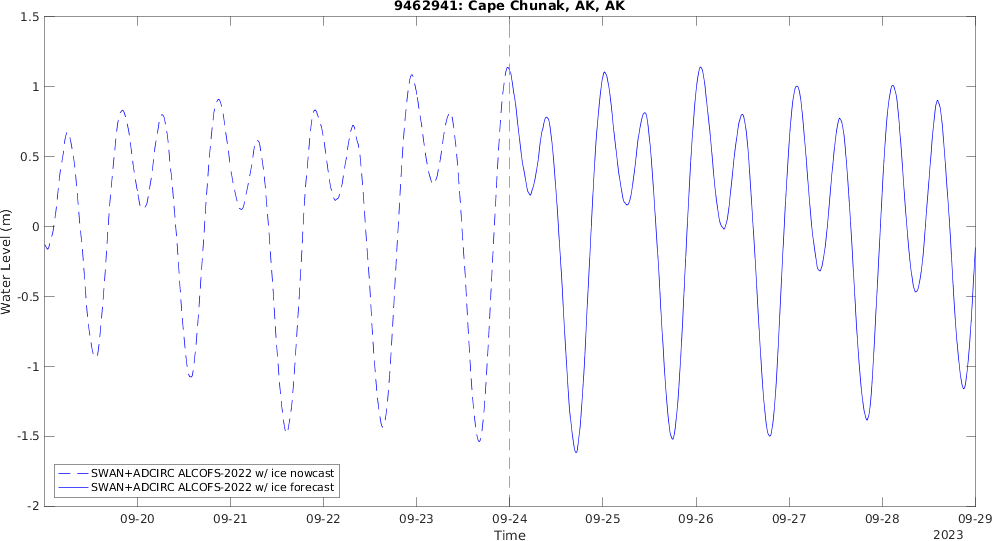 9462941: Cape Chunak, AK, AK
1.5
1
0.5
0
-0.5
-1
-1.5
-2
Water Level (m)
SWAN+ADCIRC ALCOFS-2022 w/ ice nowcast
SWAN+ADCIRC ALCOFS-2022 w/ ice forecast
09-20 09-21 09-22 09-23 09-24 09-25 09-26 09-27 09-28 09-29
Time
2023